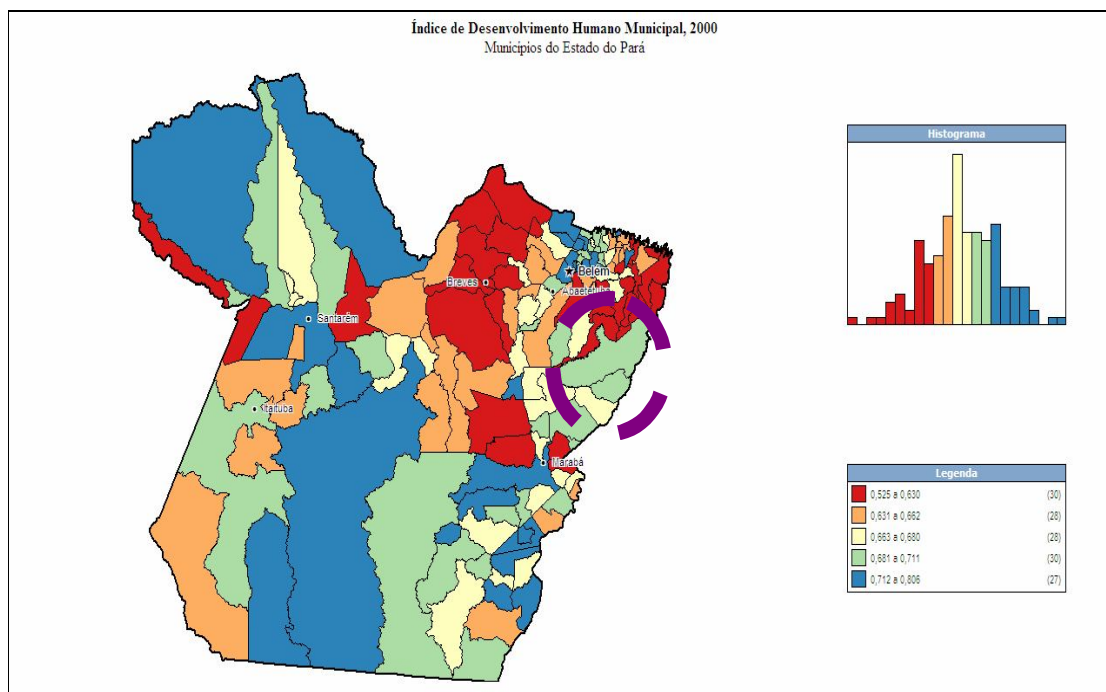 Índice de Desenvolvimento Humano Municipal, 2000
Municípios do Estado do Pará
Histograma
Belém
Breves
Abaetetuba
Santarém
Itaituba
Marabá
Legenda
0,525 a 0,630 (30)
0,631 a 0,662 (28)
0,663 a 0,680 (28)
0,681 a 0,711 (30)
0,712 a 0,806 (27)